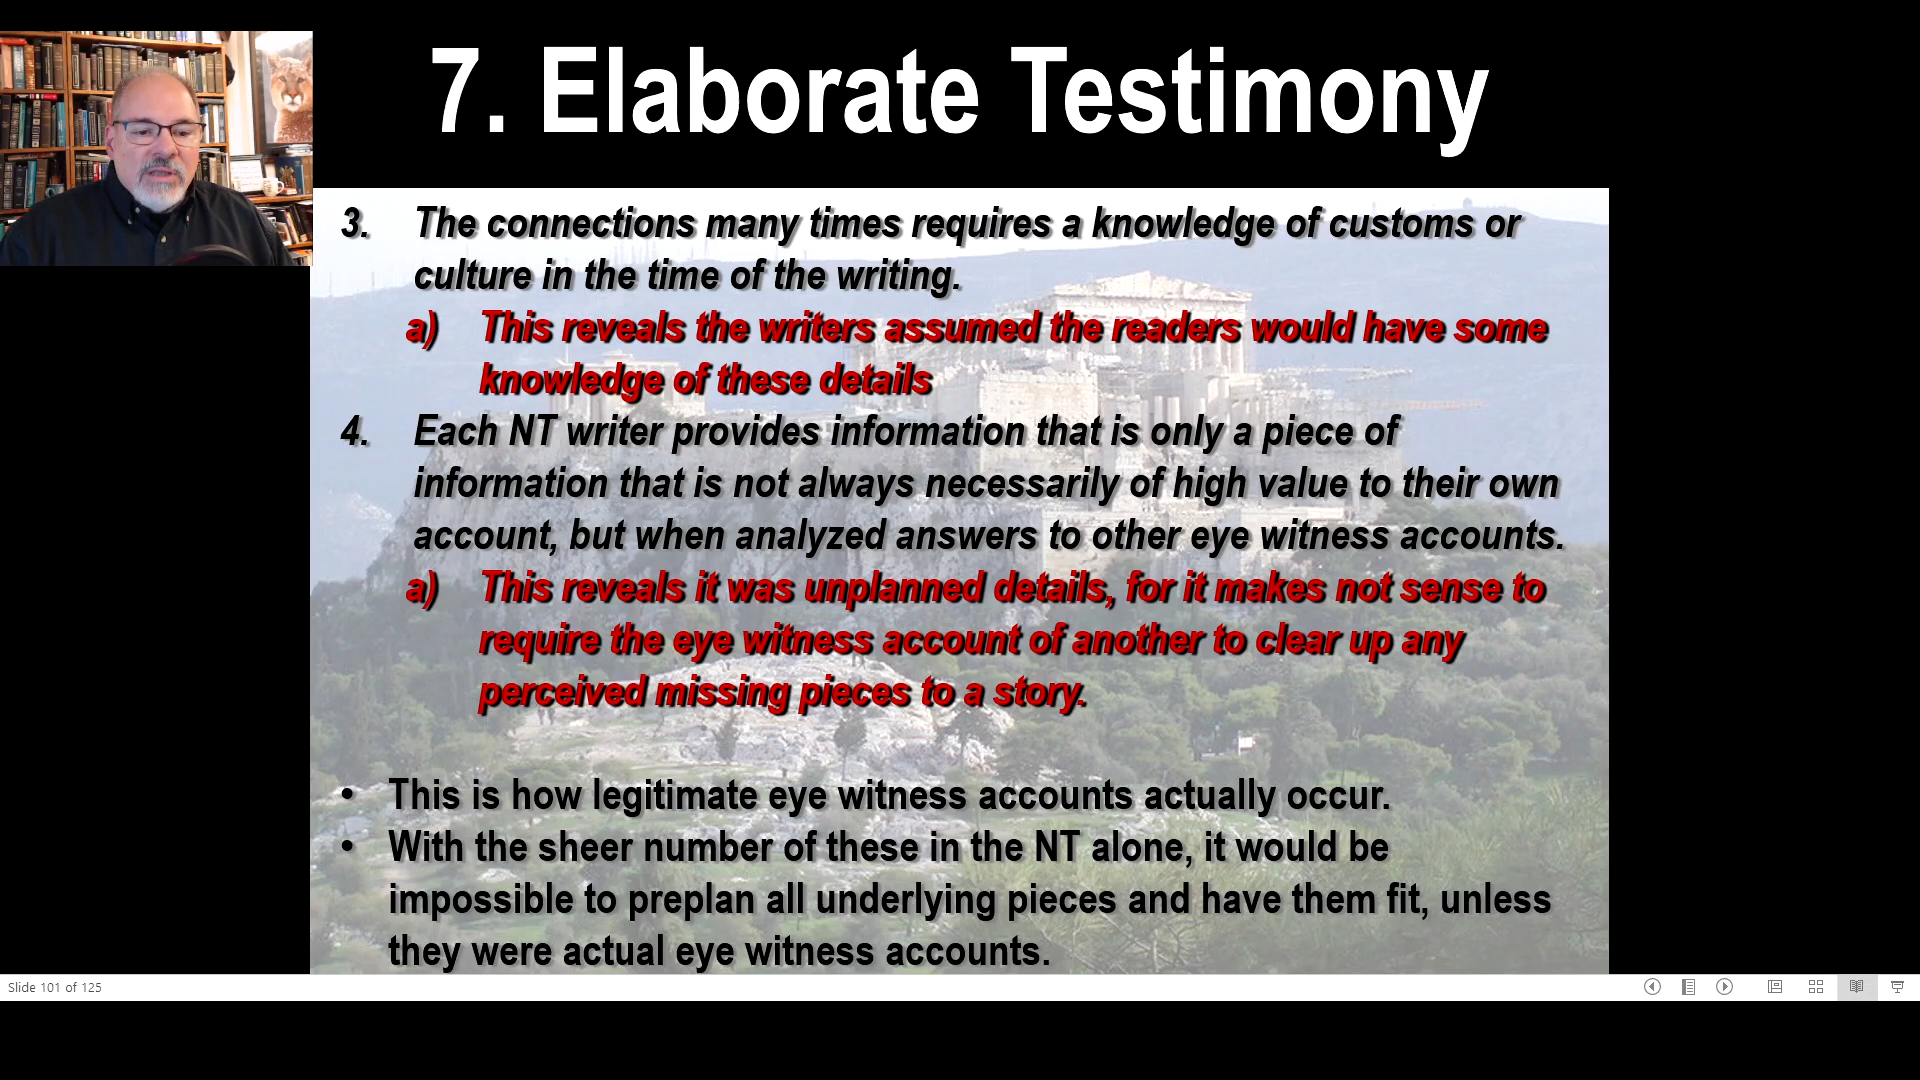 7. Elaborate Testimony
3. The connections many times requires a knowledge of customs or
culture in the time of the writing.
a) This reveals the writers assumed the readers would have some
knowledge of these details
4. Each NT writer provides information that is only a piece of
information that is not always necessarily of high value to their own
account, but when analyzed answers to other eye witness accounts.
a) This reveals it was unplanned details, for it makes not sense to
require the eye witness account of another to clear up any
perceived missing pieces to a story.
• This is how legitimate eye witness accounts actually occur.
• With the sheer number of these in the NT alone, it would be
impossible to preplan all underlying pieces and have them fit, unless
they were actual eye witness accounts.
Slide 101 of 125